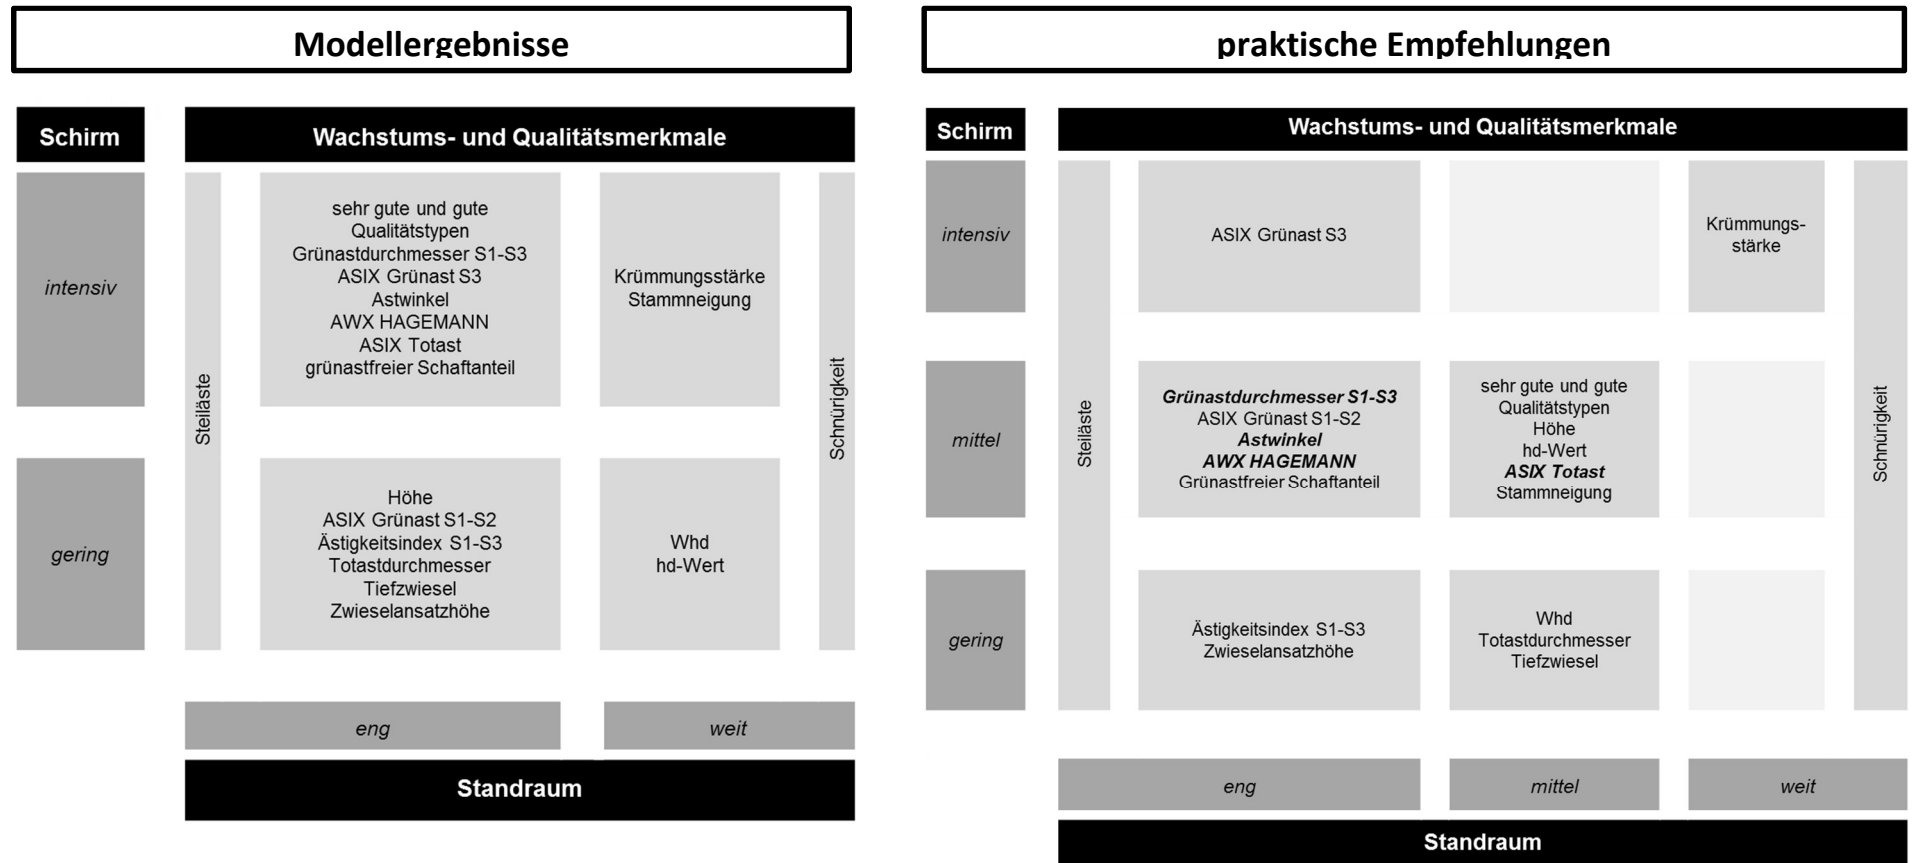 Modellergebnisse
Schirm
Wachstums- und Qualitätsmerkmale
intensiv
Steiläste
sehr gute und gute
Qualitätstypen
Grünastdurchmesser S1-S3
ASIX Grünast S3
Astwinkel
AWX HAGEMANN
ASIX Totast
grünastfreier Schaftanteil
Krümmungsstärke
Stammneigung
Schnürigkeit
gering
Höhe
ASIX Grünast S1-S2
Ästigkeitsindex S1-S3
Totastdurchmesser
Tiefzwiesel
Zwieselansatzhöhe
Whd
hd-Wert
eng
weit
Standraum
praktische Empfehlungen
Schirm
Wachstums- und Qualitätsmerkmale
intensiv
Steiläste
ASIX Grünast S3
Krümmungs-
stärke
Schnürigkeit
mittel
Grünastdurchmesser S1-S3
ASIX Grünast S1-S2
Astwinkel
AWX HAGEMANN
Grünastfreier Schaftanteil
sehr gute und gute
Qualitätstypen
Höhe
hd-Wert
ASIX Totast
Stammneigung
gering
Ästigkeitsindex S1-S3
Zwieselansatzhöhe
Whd
Totastdurchmesser
Tiefzwiesel
eng
mittel
weit
Standraum